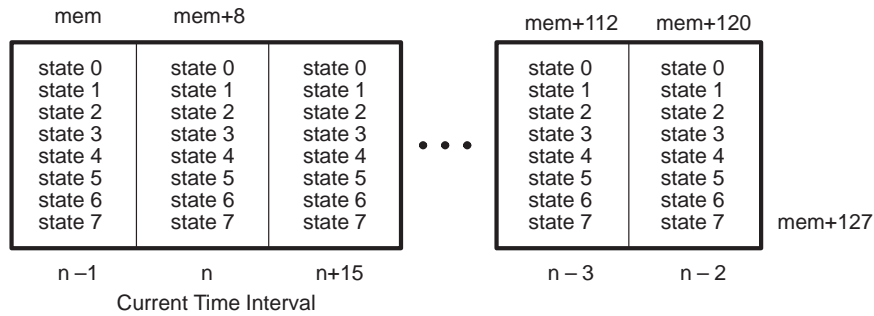 mem mem+8 mem+112 mem+120
state 0 state 0 state 0 state 0 state 0
state 1 state 1 state 1 state 1 state 1
state 2 state 2 state 2 state 2 state 2
state 3 state 3 state 3 state 3 state 3
state 4 state 4 state 4 state 4 state 4
state 5 state 5 state 5 state 5 state 5
state 6 state 6 state 6 state 6 state 6
state 7 state 7 state 7 state 7 state 7 mem+127
n –1 n n+15 n – 3 n – 2
Current Time Interval